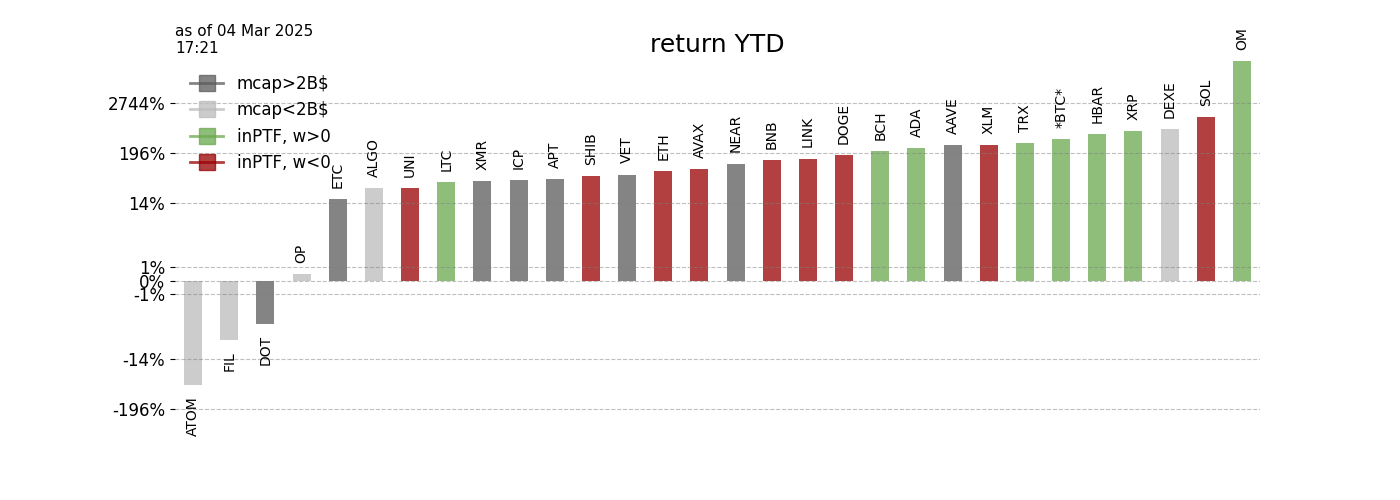 as of 04 Mar 2025
17:21
return YTD
mcap>2B$
mcap<2B$
inPTF, w>0
inPTF, w<0
2744%
196%
14%
1%
0%
-1%
-14%
-196%
ATOM
FIL
DOT
OP
ETC
ALGO
UNI
LTC
XMR
ICP
APT
SHIB
VET
ETH
AVAX
NEAR
BNB
LINK
DOGE
BCH
ADA
AAVE
XLM
TRX
*BTC*
HBAR
XRP
DEXE
SOL
OM